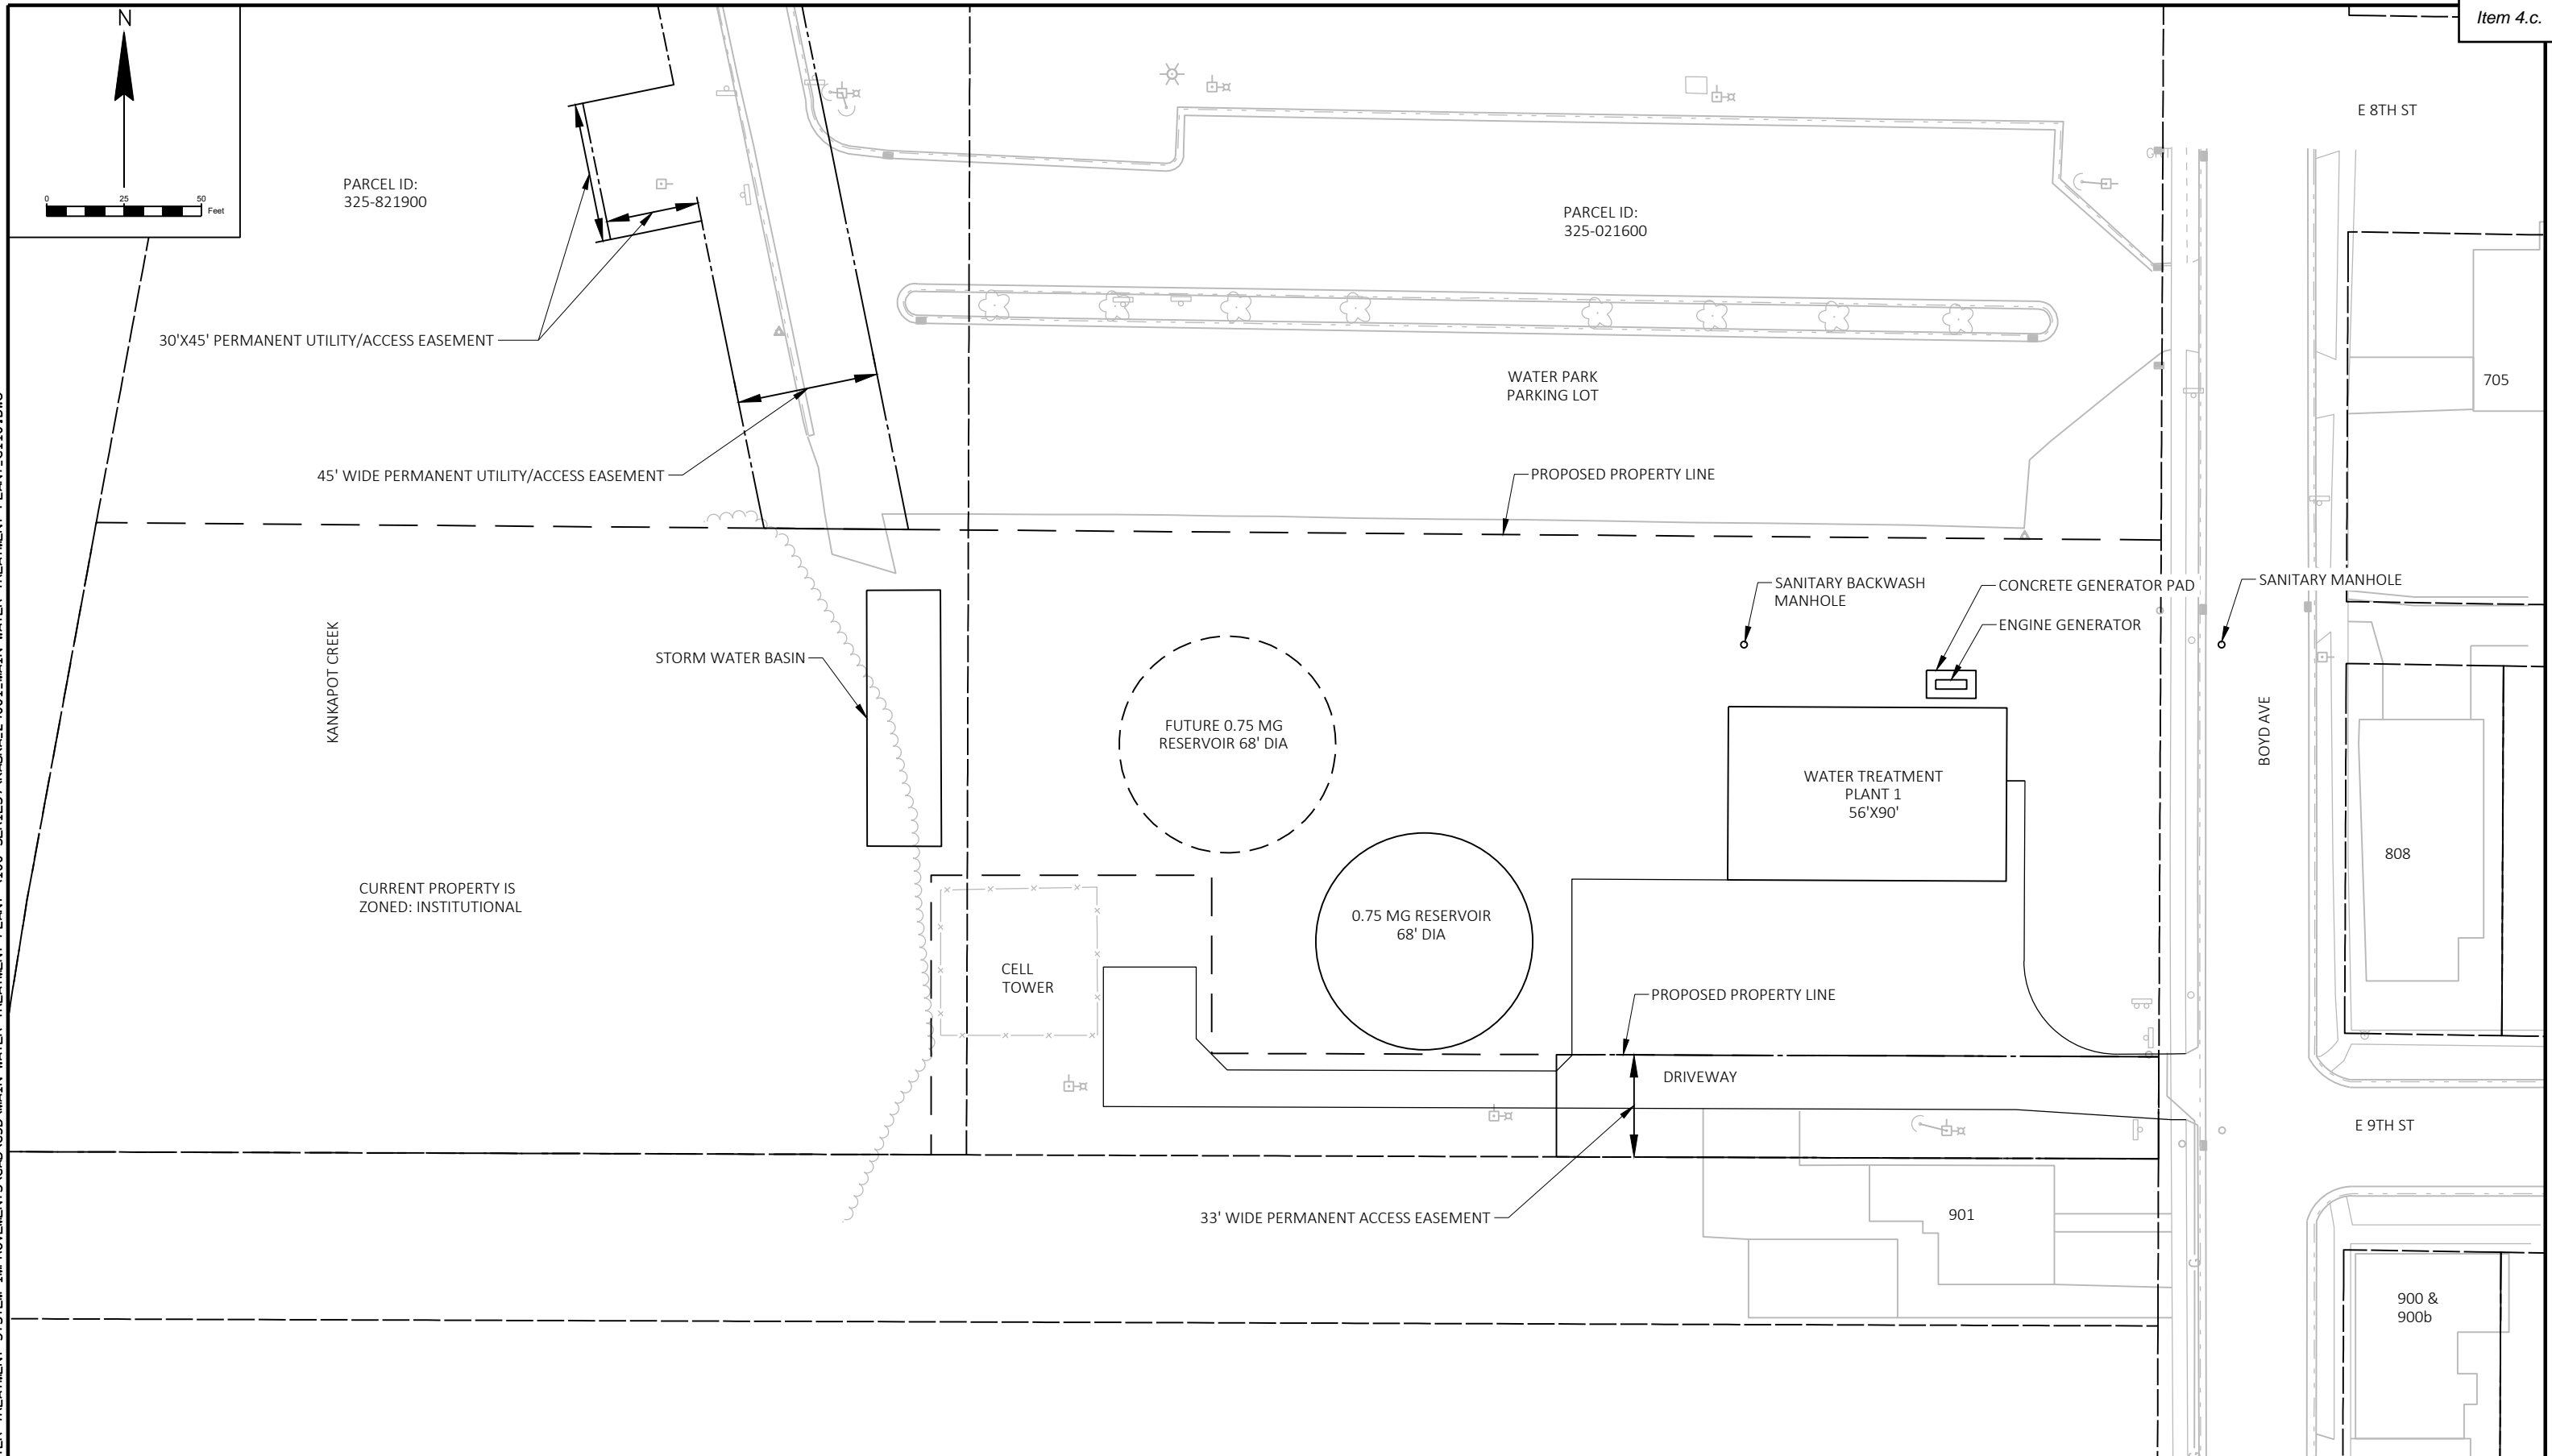 Item 4.c.
N
0 25 50
Feet
E 8TH ST
PARCEL ID:
325-821900
PARCEL ID:
325-021600
30'X45' PERMANENT UTILITY/ACCESS EASEMENT
WATER PARK
PARKING LOT
705
45' WIDE PERMANENT UTILITY/ACCESS EASEMENT
PROPOSED PROPERTY LINE
SANITARY BACKWASH
MANHOLE
CONCRETE GENERATOR PAD
SANITARY MANHOLE
ENGINE GENERATOR
KANKAPOT CREEK
STORM WATER BASIN
FUTURE 0.75 MG
RESERVOIR 68' DIA
BOYD AVE
WATER TREATMENT
PLANT 1
56'X90'
808
CURRENT PROPERTY IS
ZONED: INSTITUTIONAL
0.75 MG RESERVOIR
68' DIA
CELL
TOWER
PROPOSED PROPERTY LINE
DRIVEWAY
E 9TH ST
33' WIDE PERMANENT ACCESS EASEMENT
901
900 &
900b